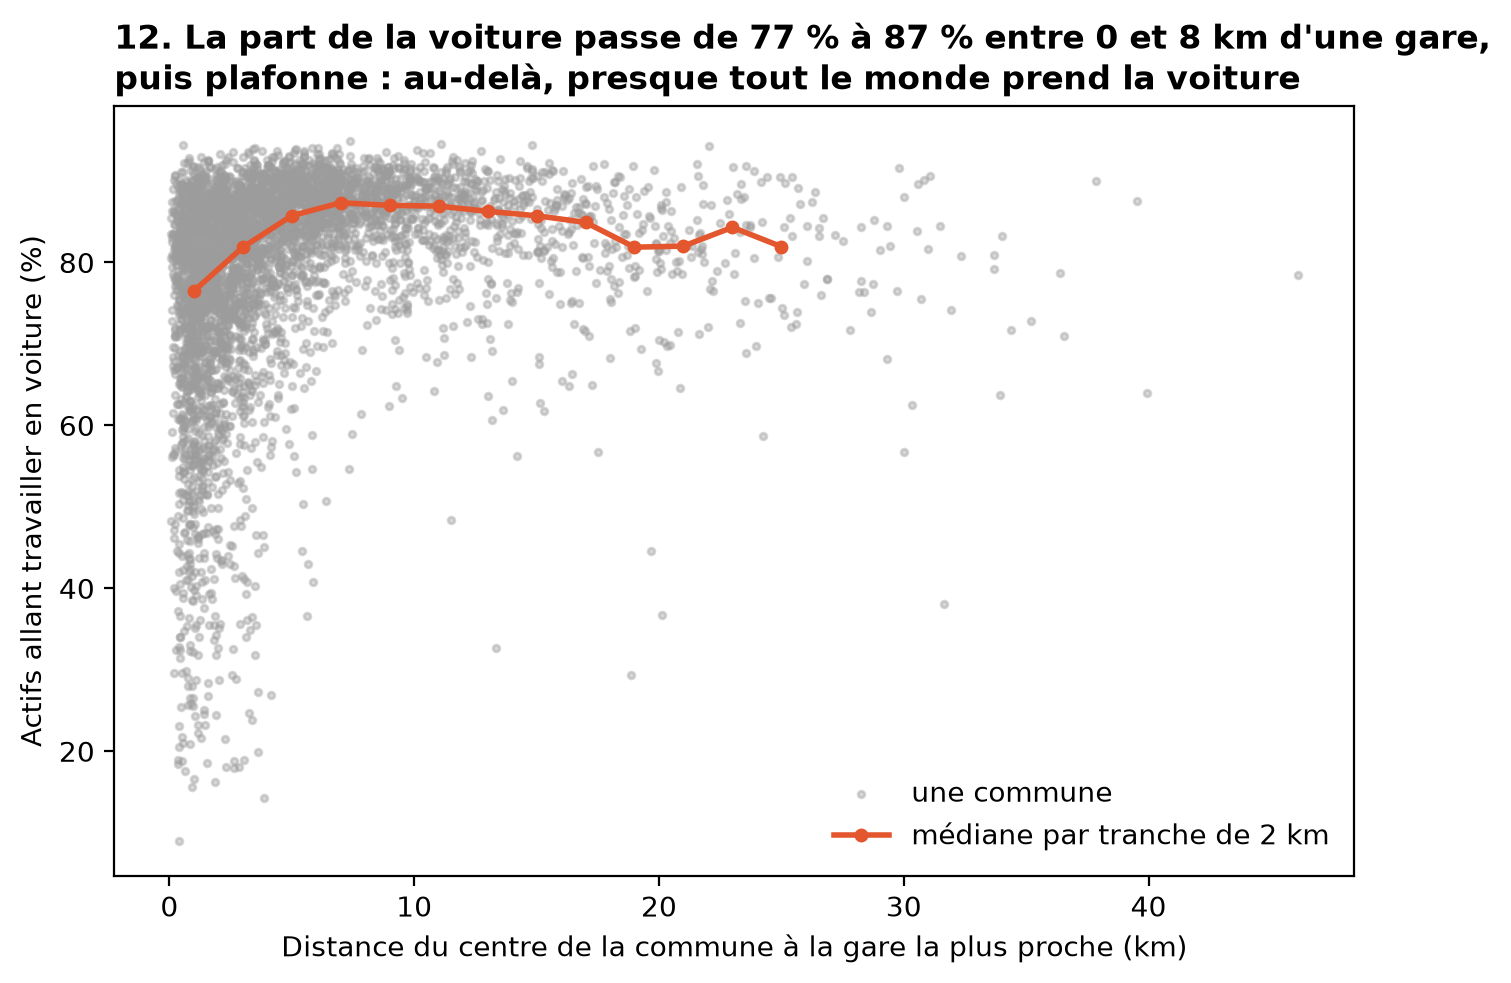 12. La part de la voiture passe de 77 % à 87 % entre 0 et 8 km d'une gare,
puis plafonne : au-delà, presque tout le monde prend la voiture
Actifs allant travailler en voiture (%)
80
60
40
20
une commune
médiane par tranche de 2 km
0 10 20 30 40
Distance du centre de la commune à la gare la plus proche (km)